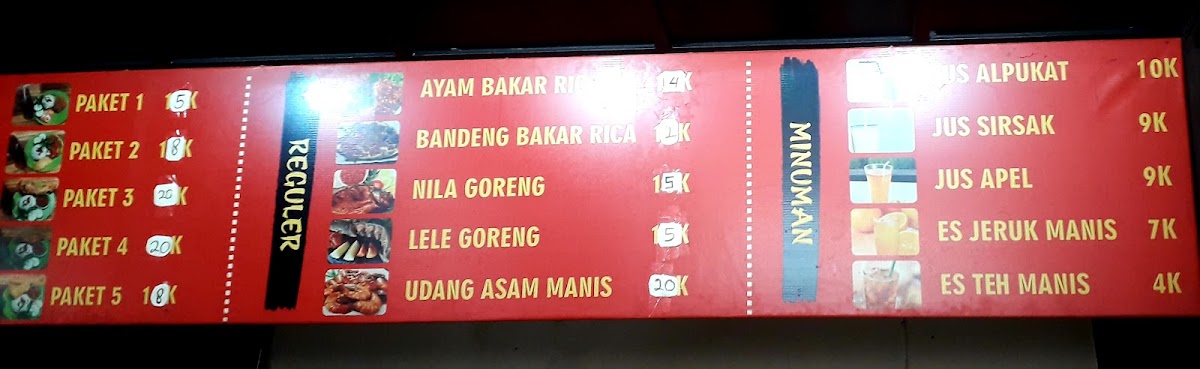 PAKET 1 15K
PAKET 2 18K
PAKET 3 20K
PAKET 4 20K
PAKET 5 18K
REGULER
AYAM BAKAR 14K
BANDENG BAKAR RICA
NILA GORENG 15K
LELE GORENG 15K
UDANG ASAM MANIS 20K
MINUMAN
JUS ALPUKAT 10K
JUS SIRSAK 9K
JUS APEL 9K
ES JERUK MANIS 7K
ES TEH MANIS 4K